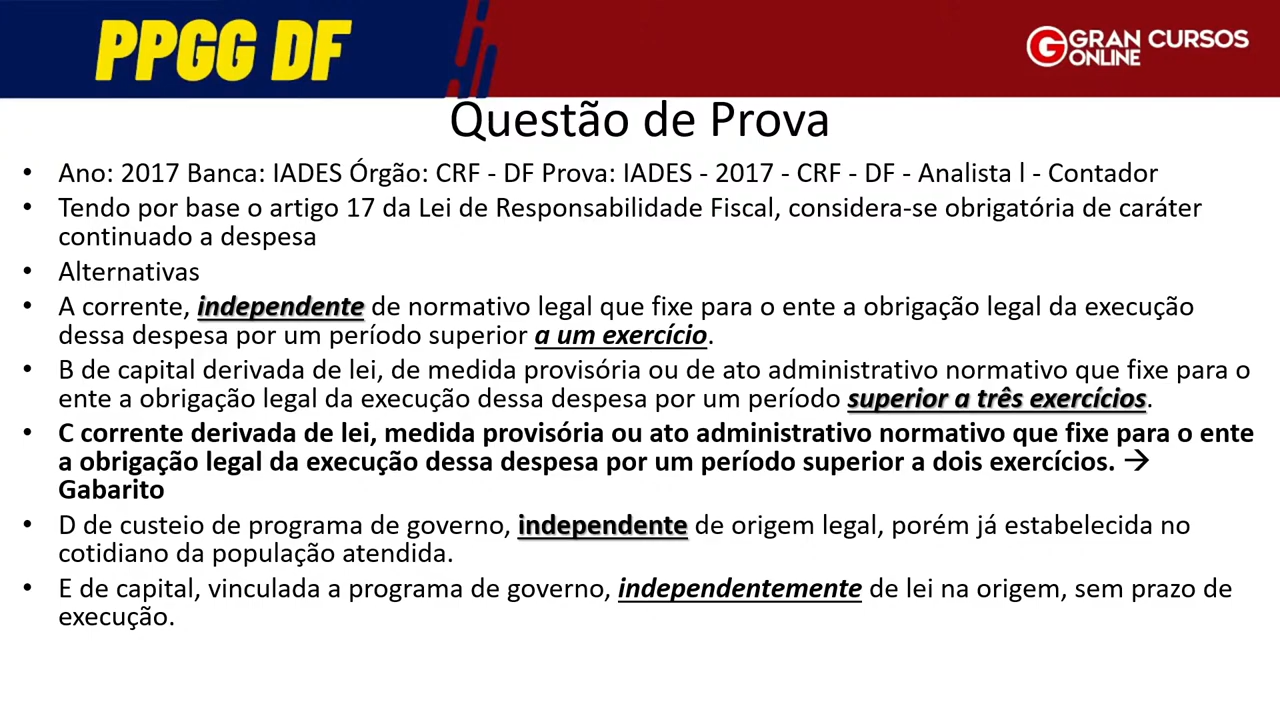 PPGG DF
GRAN CURSOS
ONLINE
Questão de Prova
• Ano: 2017 Banca: IADES Órgão: CRF - DF Prova: IADES - 2017 - CRF - DF - Analista l - Contador
• Tendo por base o artigo 17 da Lei de Responsabilidade Fiscal, considera-se obrigatória de caráter
continuado a despesa
• Alternativas
• A corrente, independente de normativo legal que fixe para o ente a obrigação legal da execução
dessa despesa por um período superior a um exercício.
• B de capital derivada de lei, de medida provisória ou de ato administrativo normativo que fixe para o
ente a obrigação legal da execução dessa despesa por um período superior a três exercícios.
• C corrente derivada de lei, medida provisória ou ato administrativo normativo que fixe para o ente
a obrigação legal da execução dessa despesa por um período superior a dois exercícios. →
Gabarito
• D de custeio de programa de governo, independente de origem legal, porém já estabelecida no
cotidiano da população atendida.
• E de capital, vinculada a programa de governo, independentemente de lei na origem, sem prazo de
execução.